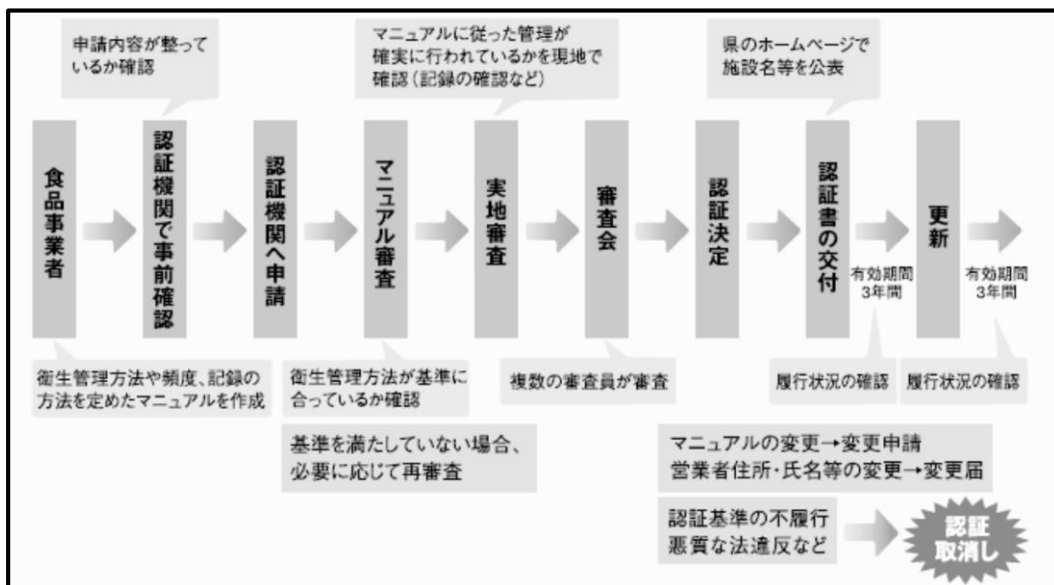 申請内容が整って
いるか確認
マニュアルに従った管理が
確実に行われているかを現地で
確認（記録の確認など）
県のホームページで
施設名等を公表
食品事業者
認証機関で事前確認
認証機関へ申請
マニュアル審査
実地審査
審査会
認証決定
認証書の交付
有効期間
3年間
更新
有効期間
3年間
衛生管理方法や頻度、記録の
方法を定めたマニュアルを作成
衛生管理方法が基準に
合っているか確認
複数の審査員が審査
履行状況の確認
履行状況の確認
基準を満たしていない場合、
必要に応じて再審査
マニュアルの変更→変更申請
営業者住所・氏名等の変更→変更届
認証基準の不履行
悪質な法違反など
認証
取消し